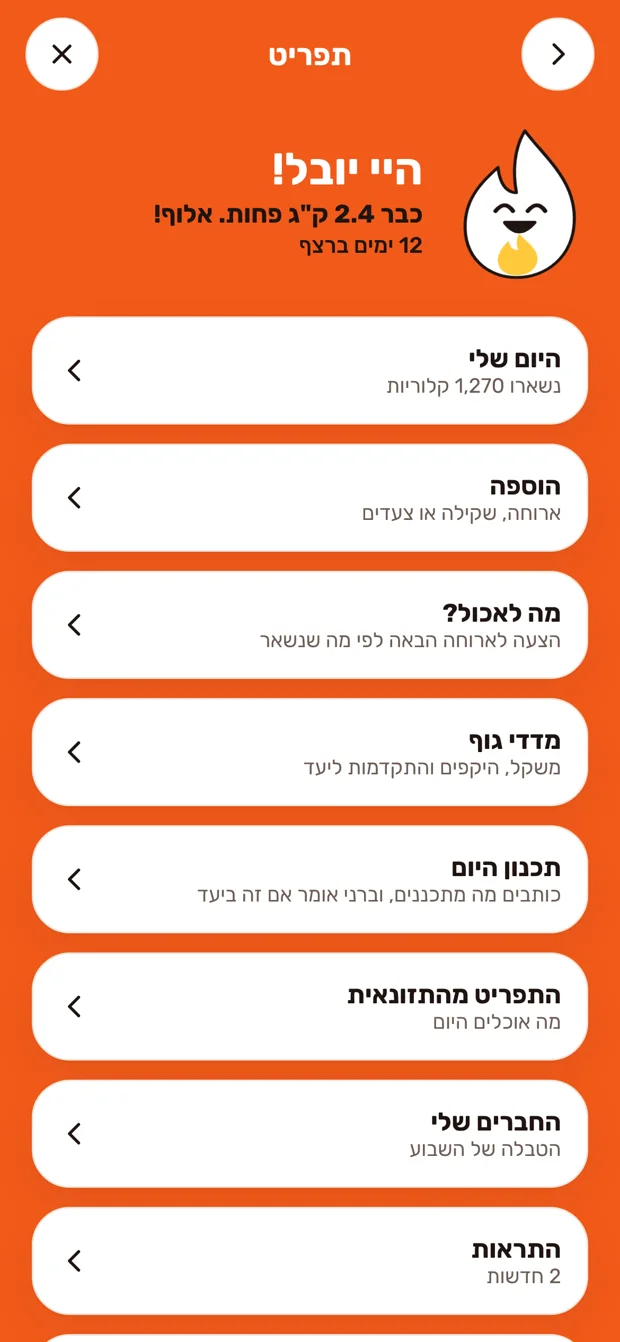 תפריט
היי יובל!
כבר 2.4 ק"ג פחות. אלוף!
12 ימים ברצף
היום שלי
נשארו 1,270 קלוריות
הוספה
ארוחה, שקילה או צעדים
מה לאכול?
הצעה לארוחה הבאה לפי מה שנשאר
מדדי גוף
משקל, היקפים והתקדמות ליעד
תכנון היום
כותבים מה מתכננים, וברני אומר אם זה ביעד
התפריט מהתזונאית
מה אוכלים היום
החברים שלי
הטבלה של השבוע
התראות
2 חדשות